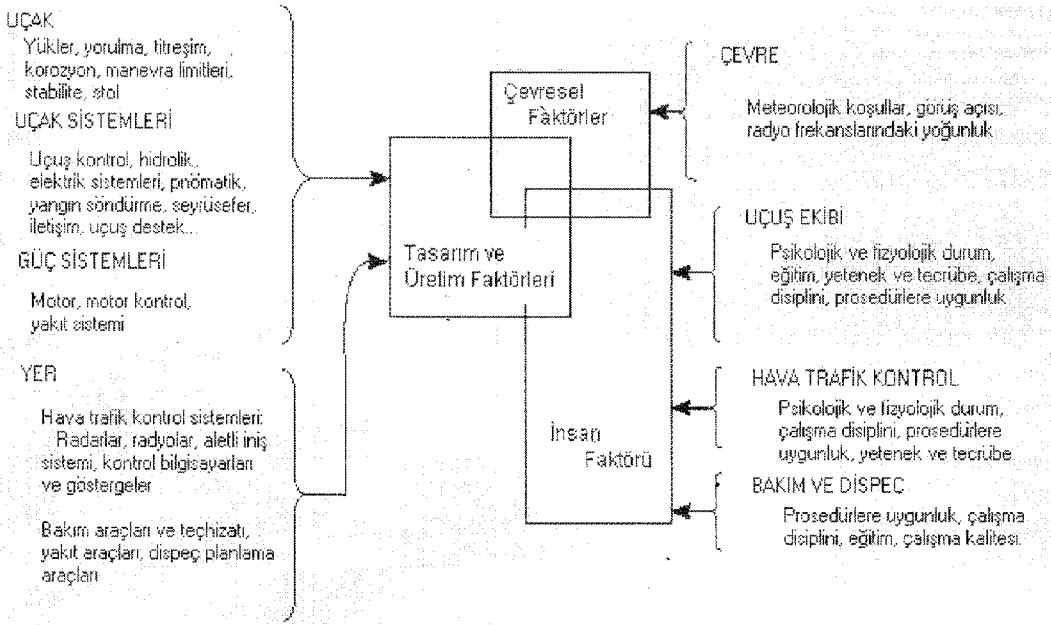 UÇAK
Yükler, yorulma, titreşim,
korozyon, manevra limitleri,
stabilite, stol
UÇAK SİSTEMLERİ
Uçuş kontrol, hidrolik,
elektrik sistemleri, pnömatik,
yangın söndürme, seyrüsefer,
iletişim, uçuş destek...
GÜÇ SİSTEMLERİ
Motor, motor kontrol,
yakıt sistemi
YER
Hava trafik kontrol sistemleri:
Radarlar, radyolar, aletli iniş
sistemi, kontrol bilgisayarları
ve göstergeler
Bakım araçları ve teçhizatı,
yakıt araçları, dispeç planlama
araçları
Çevresel
Faktörler
Tasarım ve
Üretim Faktörleri
İnsan
Faktörü
ÇEVRE
Meteorolojik koşullar, görüş açısı,
radyo frekanslarındaki yoğunluk
UÇUŞ EKİBİ
Psikolojik ve fizyolojik durum,
eğitim, yetenek ve tecrübe, çalışma
disiplini, prosedürlere uygunluk
HAVA TRAFİK KONTROL
Psikolojik ve fizyolojik durum,
çalışma disiplini, prosedürlere
uygunluk, yetenek ve tecrübe
BAKIM VE DİSPEÇ
Prosedürlere uygunluk, çalışma
disiplini, eğitim, çalışma kalitesi.